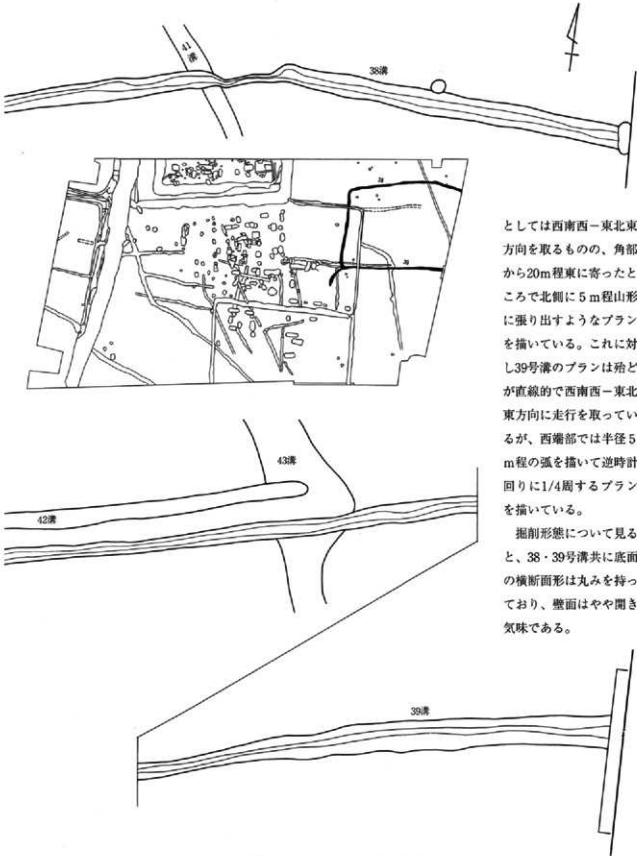 41
溝
38溝
38
39
としては西南西－東北東
方向を取るものの、角部
から20m程東に寄ったと
ころで北側に5m程山形
に張り出すようなプラン
を描いている。これに対
し39号溝のプランは殆ど
が直線的で西南西－東北
東方向に走行を取ってい
るが、西端部では半径5
m程の弧を描いて逆時計
回りに1/4周するプラン
を描いている。
掘削形態について見る
と、38・39号溝共に底面
の横断面形は丸みを持っ
ており、壁面はやや開き
気味である。
43溝
42溝
39溝